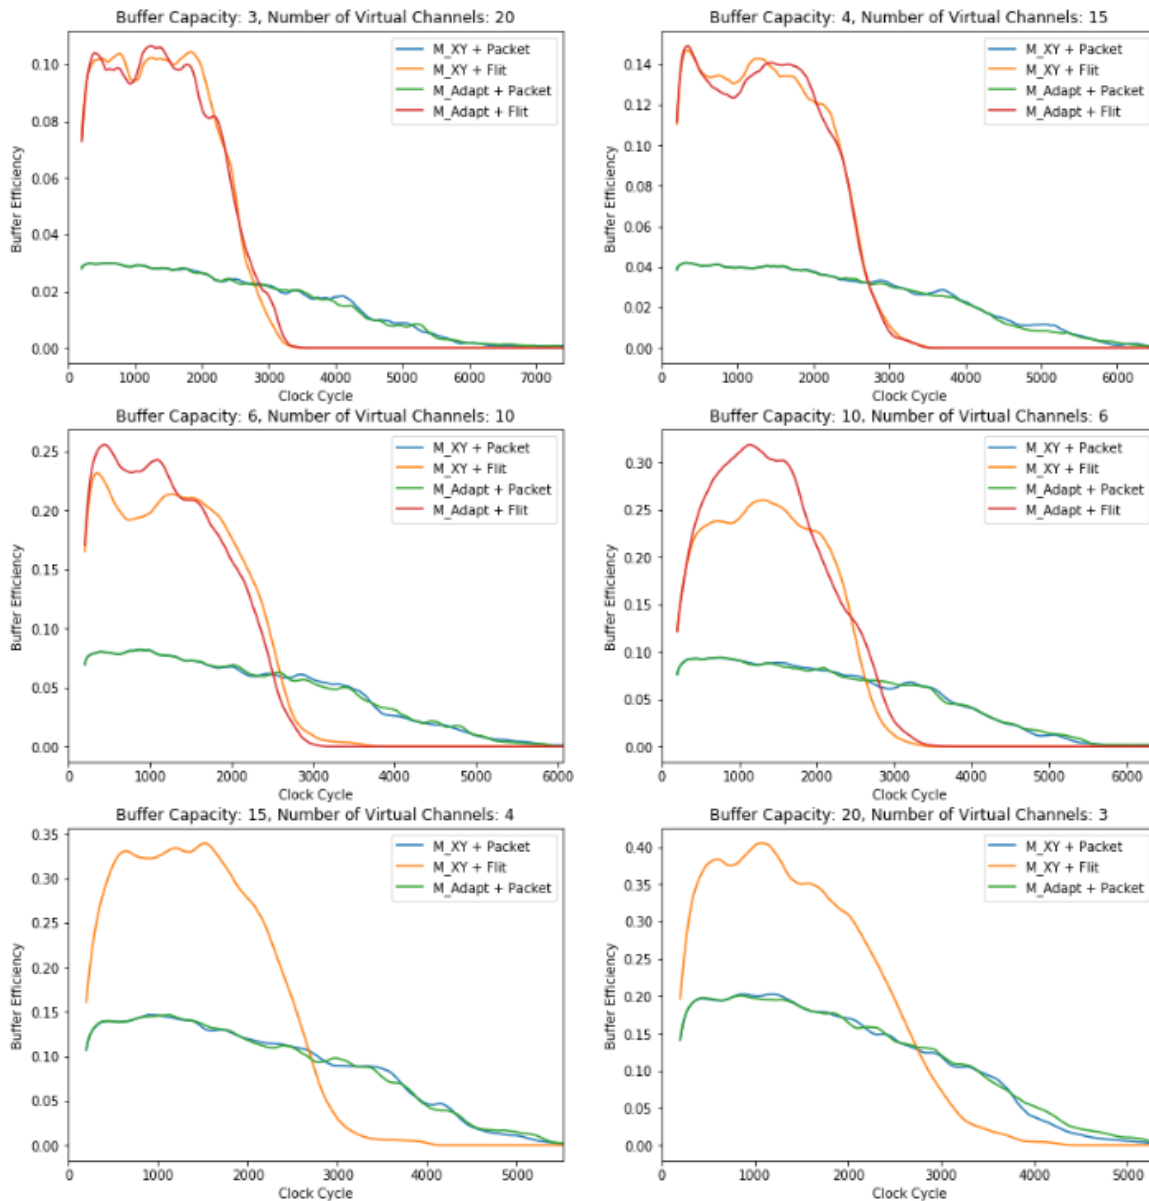 Buffer Capacity: 3, Number of Virtual Channels: 20
M_XY + Packet
M_XY + Flit
M_Adapt + Packet
M_Adapt + Flit
Buffer Efficiency
0.10
0.08
0.06
0.04
0.02
0.00
0 1000 2000 3000 4000 5000 6000 7000
Clock Cycle
Buffer Capacity: 4, Number of Virtual Channels: 15
M_XY + Packet
M_XY + Flit
M_Adapt + Packet
M_Adapt + Flit
Buffer Efficiency
0.14
0.12
0.10
0.08
0.06
0.04
0.02
0.00
0 1000 2000 3000 4000 5000 6000
Clock Cycle
Buffer Capacity: 6, Number of Virtual Channels: 10
M_XY + Packet
M_XY + Flit
M_Adapt + Packet
M_Adapt + Flit
Buffer Efficiency
0.25
0.20
0.15
0.10
0.05
0.00
0 1000 2000 3000 4000 5000 6000
Clock Cycle
Buffer Capacity: 10, Number of Virtual Channels: 6
M_XY + Packet
M_XY + Flit
M_Adapt + Packet
M_Adapt + Flit
Buffer Efficiency
0.30
0.25
0.20
0.15
0.10
0.05
0.00
0 1000 2000 3000 4000 5000 6000
Clock Cycle
Buffer Capacity: 15, Number of Virtual Channels: 4
M_XY + Packet
M_XY + Flit
M_Adapt + Packet
Buffer Efficiency
0.35
0.30
0.25
0.20
0.15
0.10
0.05
0.00
0 1000 2000 3000 4000 5000
Clock Cycle
Buffer Capacity: 20, Number of Virtual Channels: 3
M_XY + Packet
M_XY + Flit
M_Adapt + Packet
Buffer Efficiency
0.40
0.35
0.30
0.25
0.20
0.15
0.10
0.05
0.00
0 1000 2000 3000 4000 5000
Clock Cycle